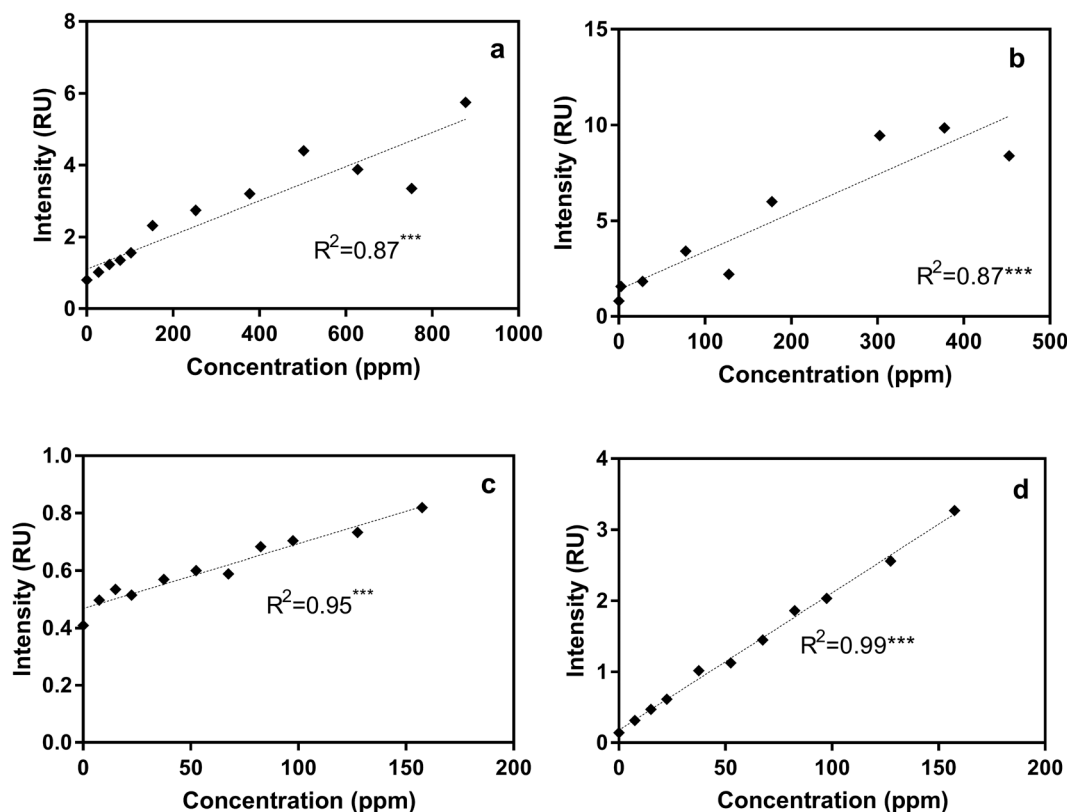 8
6
4
2
0
0
200
400
600
800
1000
Intensity (RU)
Concentration (ppm)
a
R²=0.87***
15
10
5
0
0
100
200
300
400
500
Intensity (RU)
Concentration (ppm)
b
R²=0.87***
1.0
0.8
0.6
0.4
0.2
0.0
0
50
100
150
200
Intensity (RU)
Concentration (ppm)
c
R²=0.95***
4
3
2
1
0
0
50
100
150
200
Intensity (RU)
Concentration (ppm)
d
R²=0.99***